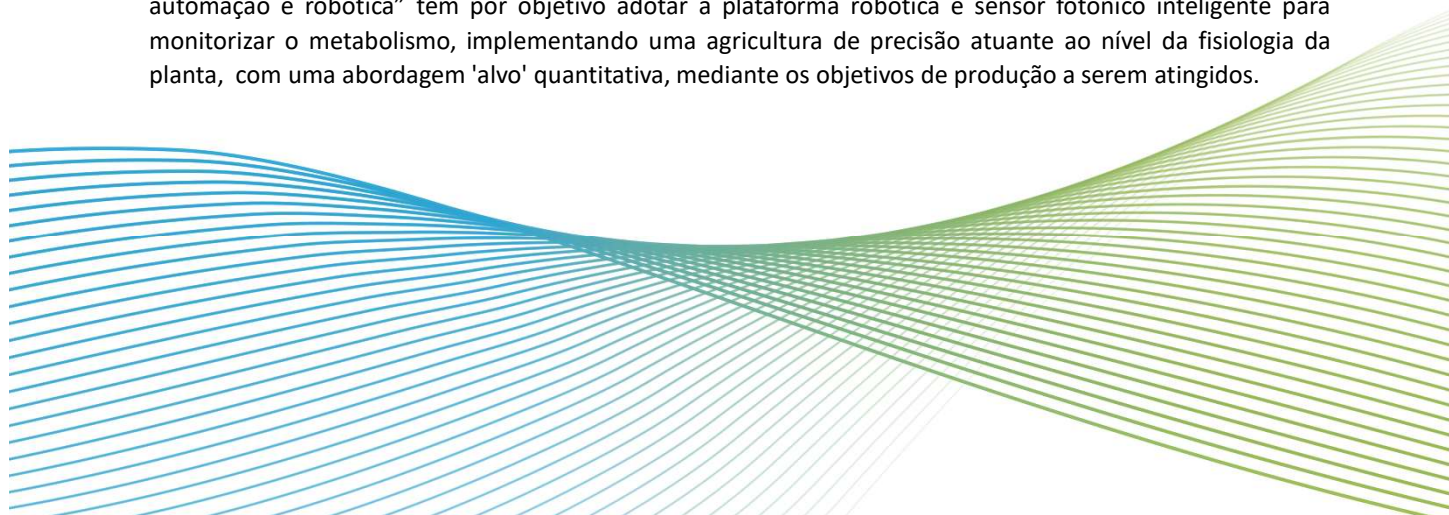 automação e robótica” tem por objetivo adotar a plataforma robótica e sensor fotónico inteligente para
monitorizar o metabolismo, implementando uma agricultura de precisão atuante ao nível da fisiologia da
planta, com uma abordagem 'alvo' quantitativa, mediante os objetivos de produção a serem atingidos.